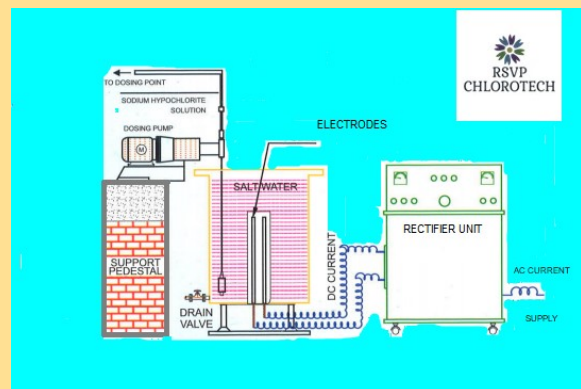 RSVP
CHLOROTECH
TO DOSING POINT
SODIUM HYPOCHLORITE
SOLUTION
DOSING PUMP
M
ELECTRODES
SALT WATER
RECTIFIER UNIT
DC CURRENT
SUPPORT
PEDESTAL
AC CURRENT
DRAIN
VALVE
SUPPLY